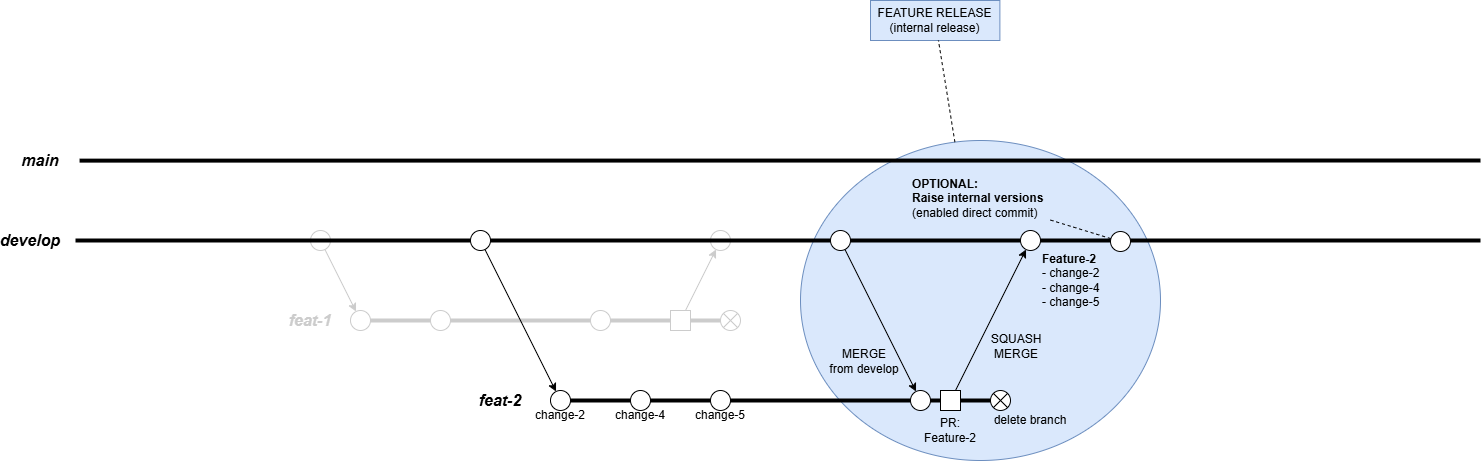 FEATURE RELEASE
(internal release)
main
OPTIONAL:
Raise internal versions
(enabled direct commit)
develop
Feature-2
- change-2
- change-4
- change-5
feat-1
MERGE
from develop
SQUASH
MERGE
feat-2
change-2
change-4
change-5
PR:
Feature-2
delete branch